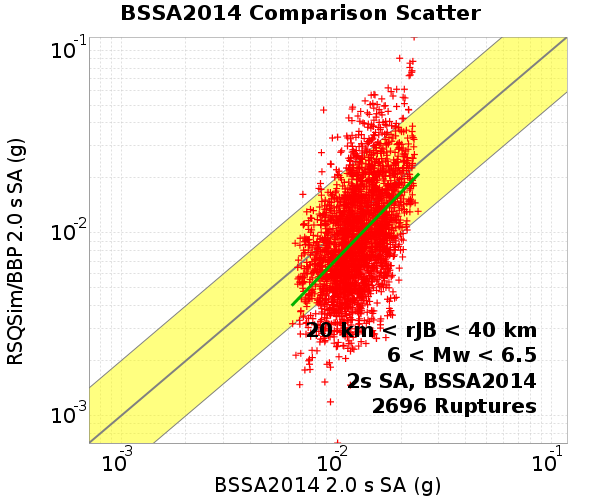 BSSA2014 Comparison Scatter
RSQSim/BBP 2.0 s SA (g)
10-1
10-2
10-3
20 km < rJB < 40 km
6 < Mw < 6.5
2s SA, BSSA2014
2696 Ruptures
10-3 10-2 10-1
BSSA2014 2.0 s SA (g)